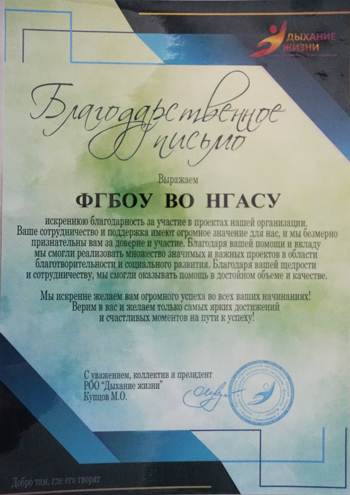 ДЫХАНИЕ
ЖИЗНИ
Благодарственное
письмо
Выражаем
ФГБОУ ВО НГАСУ
искреннюю благодарность за участие в проектах нашей организации.
Ваше сотрудничество и поддержка имеют огромное значение для нас, и мы безмерно
признательны вам за доверие и участие. Благодаря вашей помощи и вкладу
мы смогли реализовать множество значимых и важных проектов в области
благотворительности и социального развития. Благодаря вашей щедрости
и сотрудничеству, мы смогли оказывать помощь в достойном объеме и качестве.
Мы искренне желаем вам огромного успеха во всех ваших начинаниях!
Верим в вас и желаем только самых ярких достижений
и счастливых моментов на пути к успеху!
С уважением, коллектив и президент
РОО "Дыхание жизни"
Купцов М.О.
Добро там, где его творят